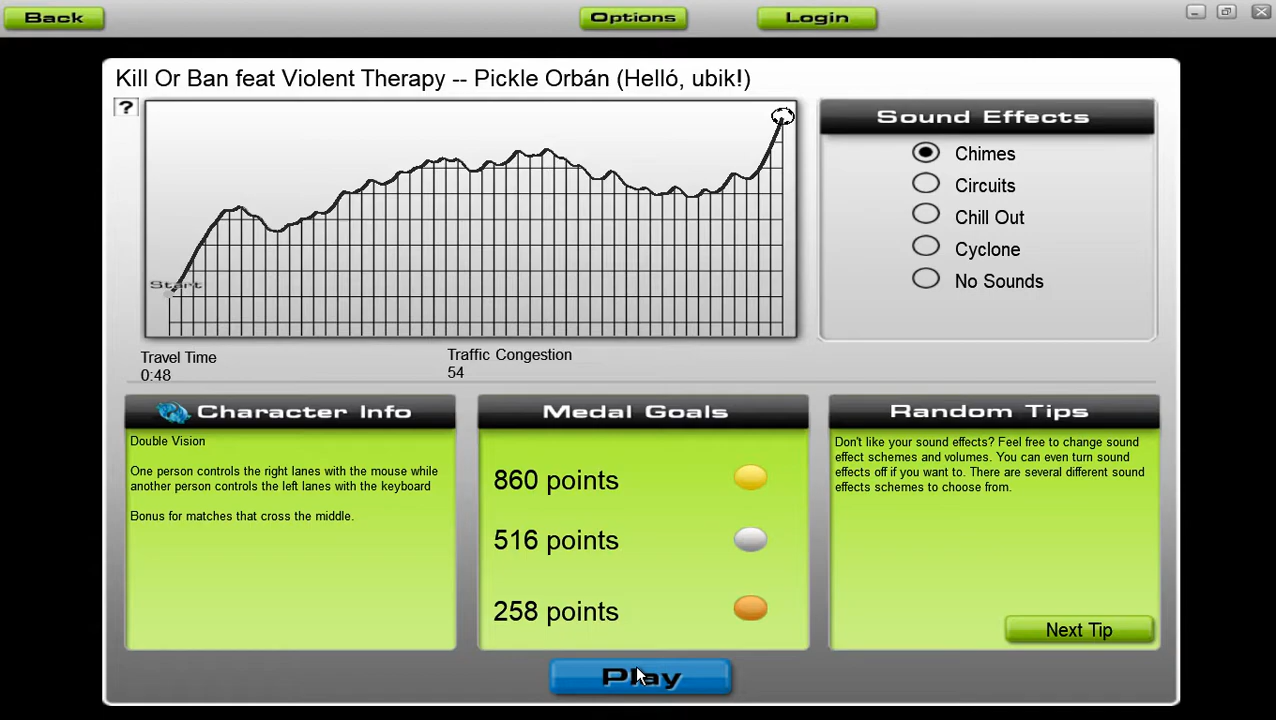 Back
Options
Login
Kill Or Ban feat Violent Therapy -- Pickle Orbán (Helló, ubik!)
?
Start
Travel Time
0:48
Traffic Congestion
54
Sound Effects
Chimes
Circuits
Chill Out
Cyclone
No Sounds
Character Info
Double Vision
One person controls the right lanes with the mouse while
another person controls the left lanes with the keyboard
Bonus for matches that cross the middle.
Medal Goals
860 points
516 points
258 points
Random Tips
Don't like your sound effects? Feel free to change sound
effect schemes and volumes. You can even turn sound
effects off if you want to. There are several different sound
effects schemes to choose from.
Next Tip
Play